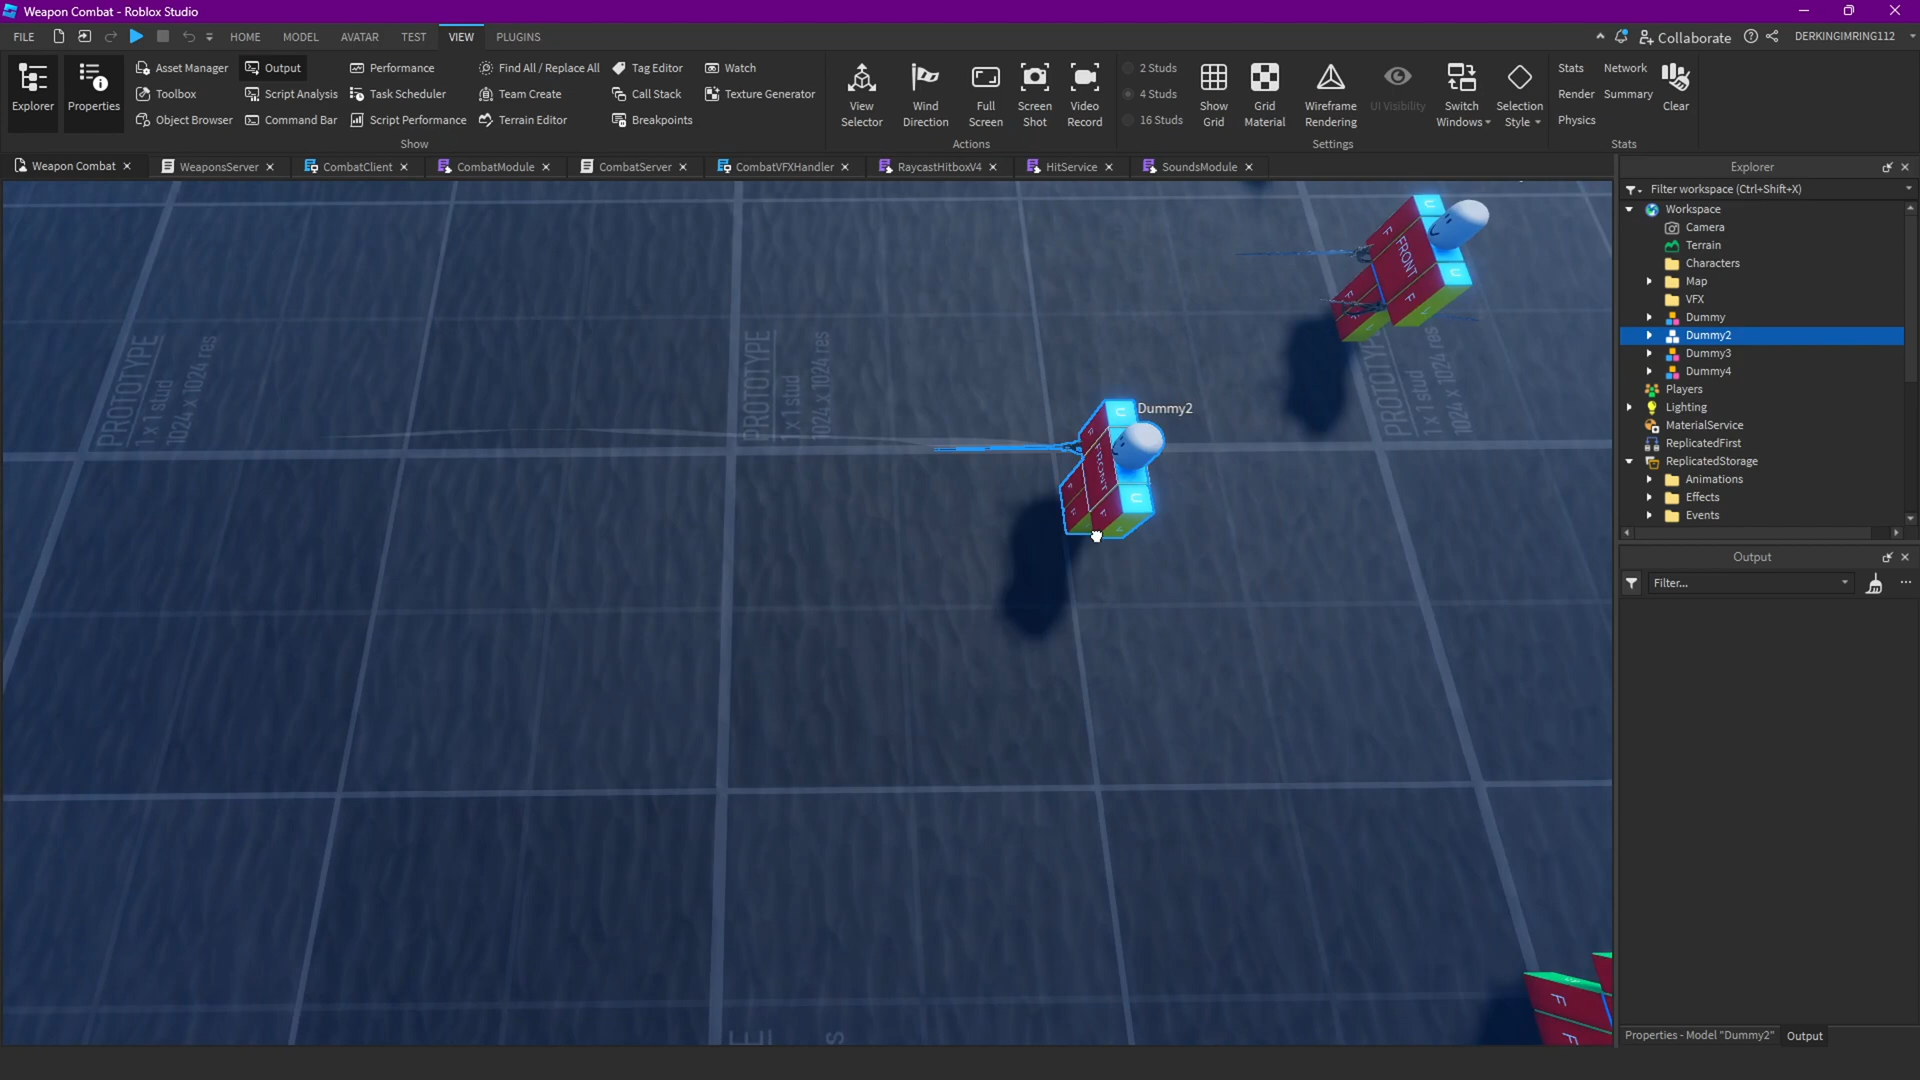 Weapon Combat - Roblox Studio
FILE HOME MODEL AVATAR TEST VIEW PLUGINS
Collaborate DERKINGIMRING112
Explorer
Properties
Asset Manager Output
Toolbox Script Analysis
Object Browser Command Bar
Performance Find All / Replace All Tag Editor Watch
Task Scheduler Team Create Call Stack Texture Generator
Script Performance Terrain Editor Breakpoints
Show
View Selector
Wind Direction
Full Screen
Screen Shot
Video Record
Actions
2 Studs
4 Studs
16 Studs
Show Grid
Grid Material
Wireframe Rendering
UI Visibility
Switch Windows
Selection Style
Settings
Stats Network
Render Summary
Physics
Clear
Stats
Weapon Combat WeaponsServer CombatClient CombatModule CombatServer CombatVFXHandler RaycastHitboxV4 HitService SoundsModule
Explorer
Filter workspace (Ctrl+Shift+X)
Workspace
Camera
Terrain
Characters
Map
VFX
Dummy
Dummy2
Dummy3
Dummy4
Players
Lighting
MaterialService
ReplicatedFirst
ReplicatedStorage
Animations
Effects
Events
Output
Filter...
Properties - Model "Dummy2" Output
PROTOTYPE
1 x 1 stud
1024 x 1024 res
PROTOTYPE
1 x 1 stud
1024 x 1024 res
PROTOTYPE
1 x 1 stud
1024 x 1024 res
U
F
FRONT
U
F
F
Dummy2
U
F
FRONT
U
F
F
F
F
F